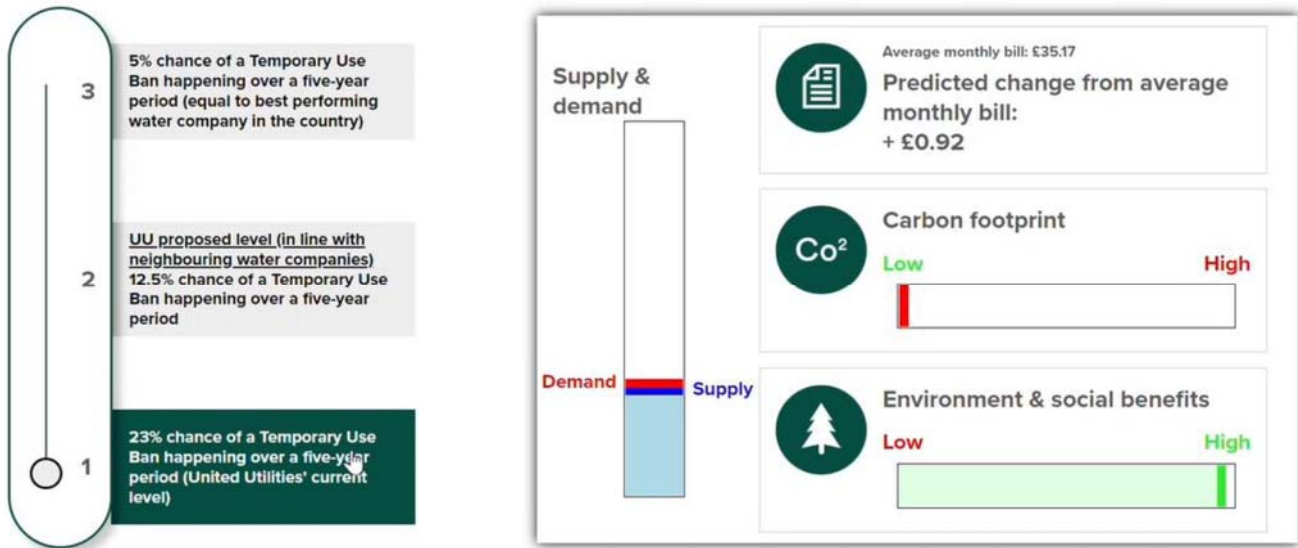 3
5% chance of a Temporary Use
Ban happening over a five-year
period (equal to best performing
water company in the country)
2
UU proposed level (in line with
neighbouring water companies)
12.5% chance of a Temporary Use
Ban happening over a five-year
period
1
23% chance of a Temporary Use
Ban happening over a five-year
period (United Utilities' current
level)
Supply &
demand
Demand
Supply
Average monthly bill: £35.17
Predicted change from average
monthly bill:
+ £0.92
Co²
Carbon footprint
Low High
Environment & social benefits
Low High